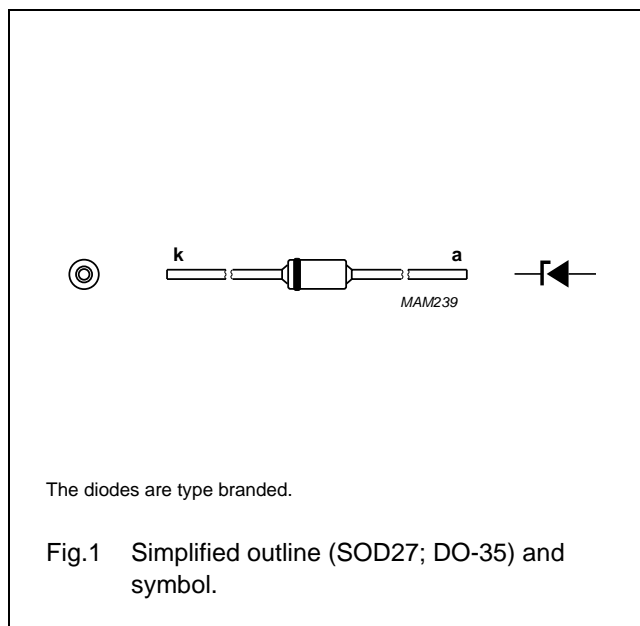 k
a
MAM239
The diodes are type branded.
Fig.1 Simplified outline (SOD27; DO-35) and
symbol.